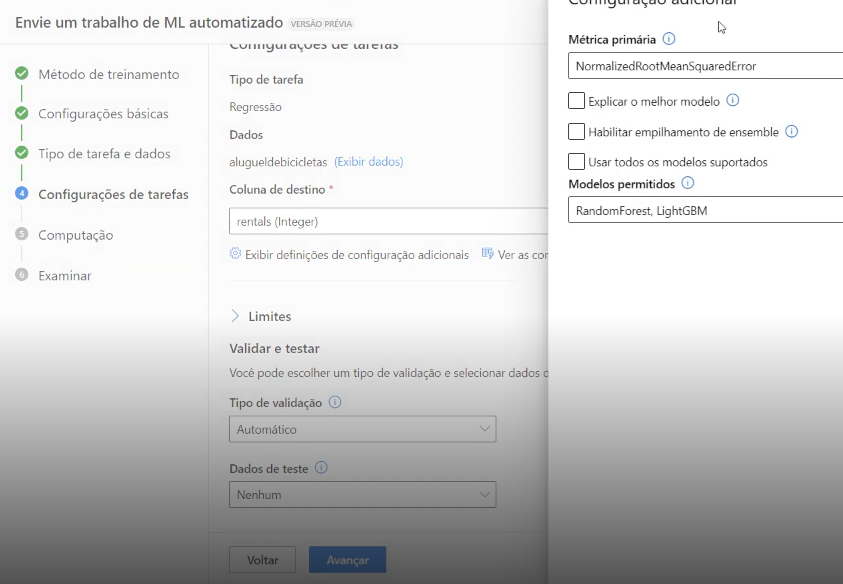 Envie um trabalho de ML automatizado VERSÃO PRÉVIA
Método de treinamento
Configurações básicas
Tipo de tarefa e dados
4 Configurações de tarefas
5 Computação
6 Examinar
Configurações de tarefas
Tipo de tarefa
Regressão
Dados
alugueldebicicletas (Exibir dados)
Coluna de destino *
rentals (Integer)
Exibir definições de configuração adicionais Ver as con
Limites
Validar e testar
Você pode escolher um tipo de validação e selecionar dados d
Tipo de validação
Automático
Dados de teste
Nenhum
Voltar Avançar
Configuração adicional
Métrica primária
NormalizedRootMeanSquaredError
Explicar o melhor modelo
Habilitar empilhamento de ensemble
Usar todos os modelos suportados
Modelos permitidos
RandomForest, LightGBM